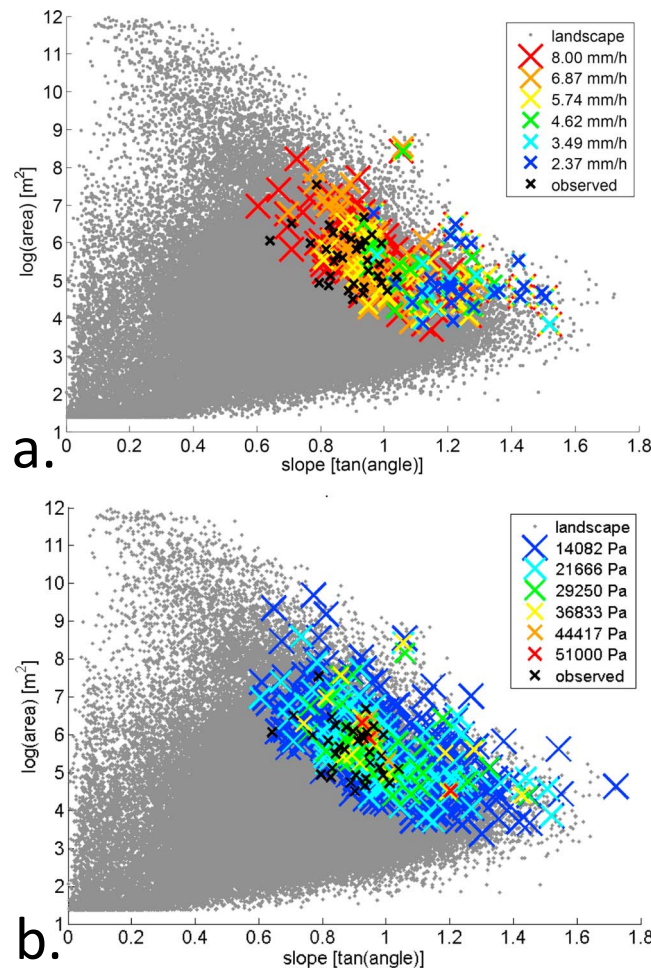 12
11
10
9
8
7
6
5
4
3
2
1
log(area) [m²]
landscape
8.00 mm/h
6.87 mm/h
5.74 mm/h
4.62 mm/h
3.49 mm/h
2.37 mm/h
observed
0 0.2 0.4 0.6 0.8 1 1.2 1.4 1.6 1.8
slope [tan(angle)]
a.
12
11
10
9
8
7
6
5
4
3
2
1
log(area) [m²]
landscape
14082 Pa
21666 Pa
29250 Pa
36833 Pa
44417 Pa
51000 Pa
observed
0 0.2 0.4 0.6 0.8 1 1.2 1.4 1.6 1.8
slope [tan(angle)]
b.